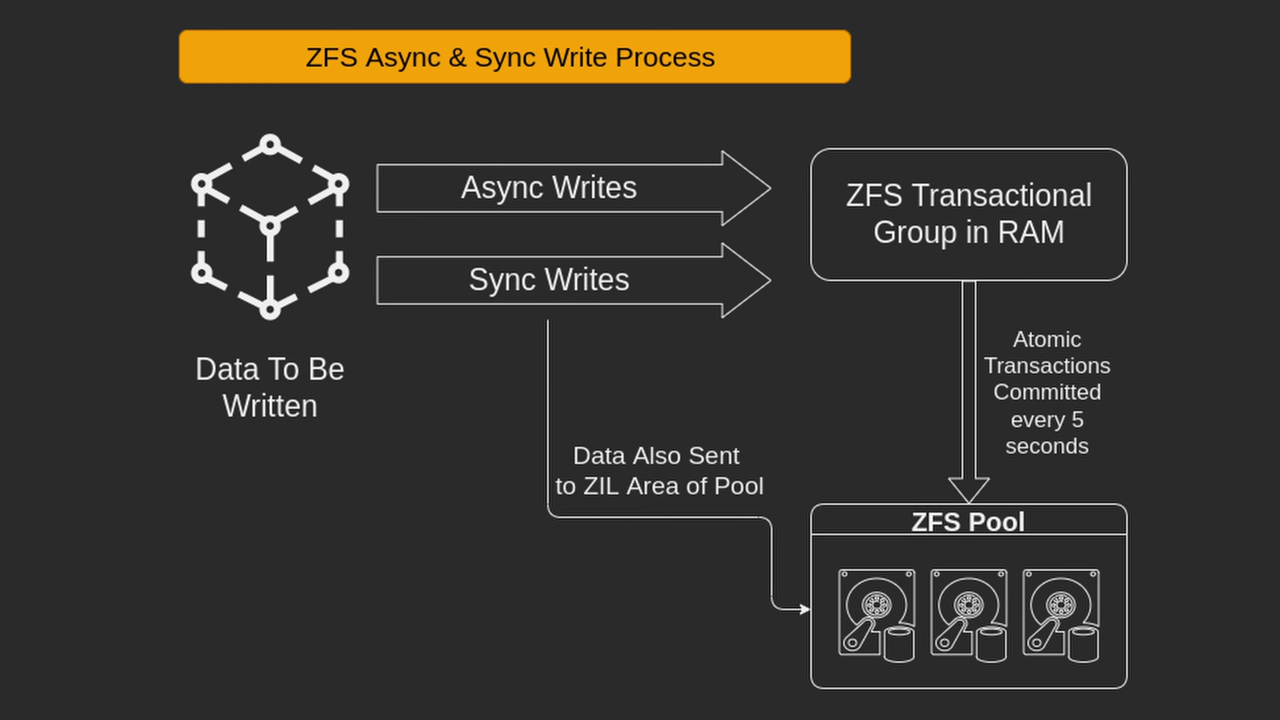 ZFS Async & Sync Write Process
Async Writes
Sync Writes
ZFS Transactional
Group in RAM
Data To Be
Written
Atomic
Transactions
Committed
every 5
seconds
Data Also Sent
to ZIL Area of Pool
ZFS Pool